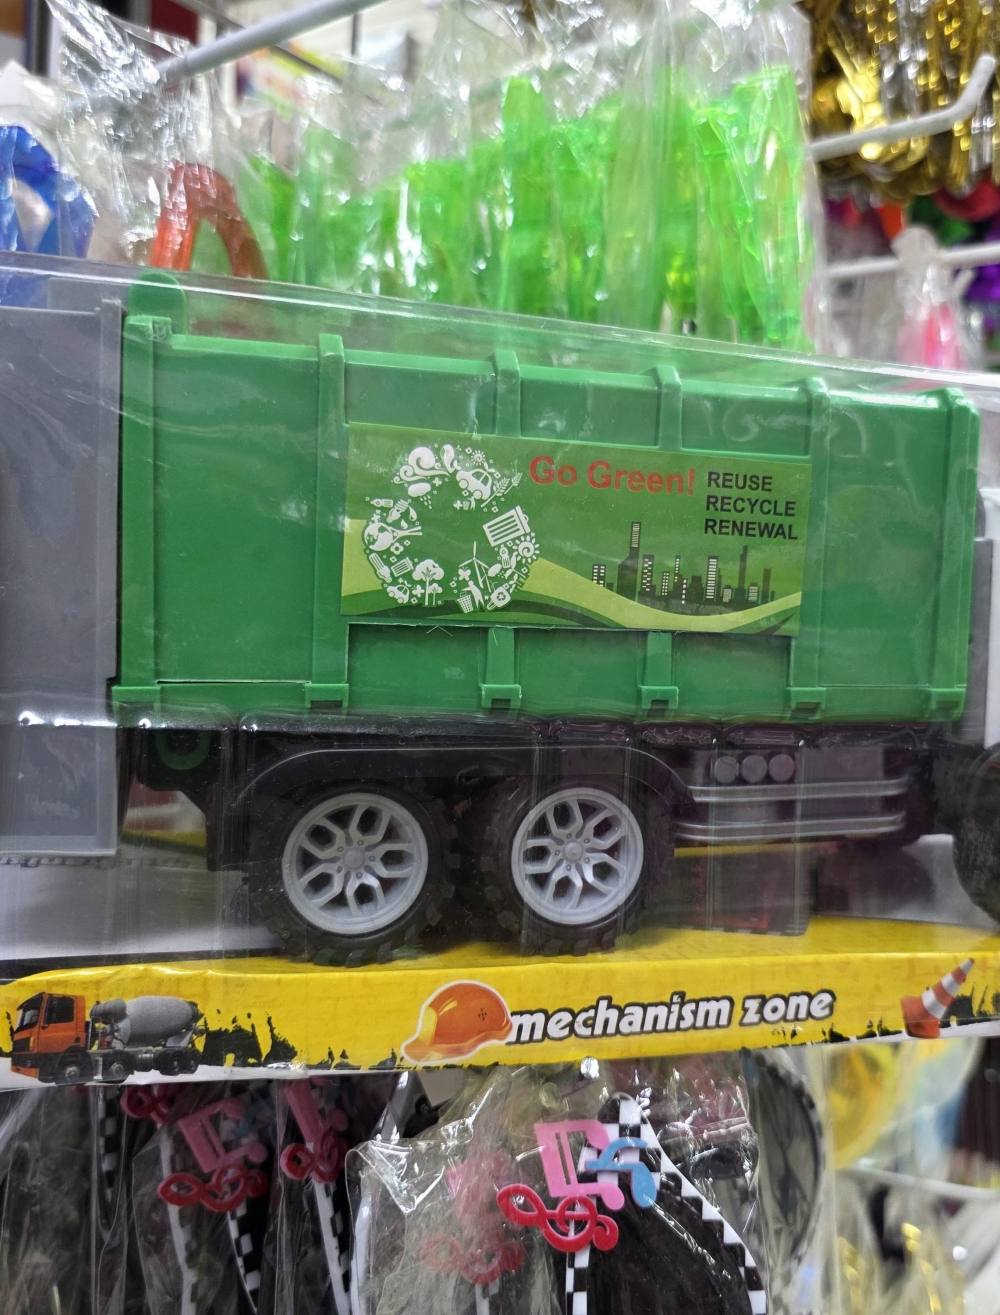 Go Green!
REUSE
RECYCLE
RENEWAL
mechanism zone